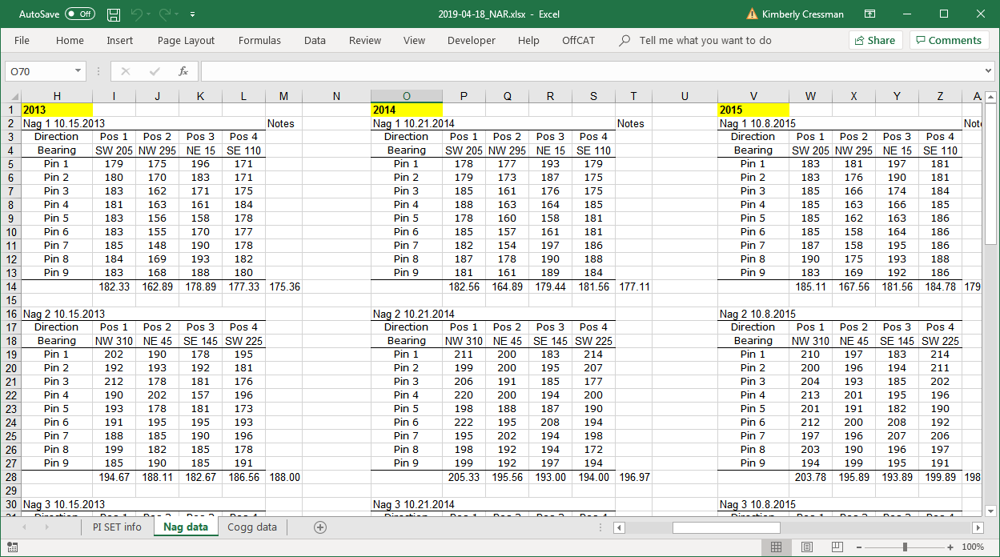 AutoSave Off 2019-04-18_NAR.xlsx - Excel Kimberly Cressman
File Home Insert Page Layout Formulas Data Review View Developer Help OffCAT Tell me what you want to do Share Comments
O70 fx
H I J K L M N O P Q R S T U V W X Y Z
1 2013 2014 2015
2 Nag 1 10.15.2013 Notes Nag 1 10.21.2014 Notes Nag 1 10.8.2015
3 Direction Pos 1 Pos 2 Pos 3 Pos 4 Direction Pos 1 Pos 2 Pos 3 Pos 4 Direction Pos 1 Pos 2 Pos 3 Pos 4
4 Bearing SW 205 NW 295 NE 15 SE 110 Bearing SW 205 NW 295 NE 15 SE 110 Bearing SW 205 NW 295 NE 15 SE 110
5 Pin 1 179 175 196 171 Pin 1 178 177 193 179 Pin 1 183 181 197 181
6 Pin 2 180 170 183 171 Pin 2 179 173 187 175 Pin 2 183 176 190 181
7 Pin 3 183 162 171 175 Pin 3 185 161 176 175 Pin 3 185 166 174 184
8 Pin 4 181 163 161 184 Pin 4 188 163 164 185 Pin 4 185 163 166 185
9 Pin 5 183 156 158 178 Pin 5 178 160 158 181 Pin 5 185 162 163 186
10 Pin 6 183 155 170 177 Pin 6 185 157 161 181 Pin 6 185 158 164 186
11 Pin 7 185 148 190 178 Pin 7 182 154 197 186 Pin 7 187 158 195 186
12 Pin 8 184 169 193 182 Pin 8 187 178 190 188 Pin 8 190 175 193 188
13 Pin 9 183 168 188 180 Pin 9 181 161 189 184 Pin 9 183 169 192 186
14 182.33 162.89 178.89 177.33 175.36 182.56 164.89 179.44 181.56 177.11 185.11 167.56 181.56 184.78 179
15
16 Nag 2 10.15.2013 Nag 2 10.21.2014 Nag 2 10.8.2015
17 Direction Pos 1 Pos 2 Pos 3 Pos 4 Direction Pos 1 Pos 2 Pos 3 Pos 4 Direction Pos 1 Pos 2 Pos 3 Pos 4
18 Bearing NW 310 NE 45 SE 145 SW 225 Bearing NW 310 NE 45 SE 145 SW 225 Bearing NW 310 NE 45 SE 145 SW 225
19 Pin 1 202 190 178 195 Pin 1 211 200 183 214 Pin 1 210 197 183 214
20 Pin 2 192 193 192 181 Pin 2 199 200 195 207 Pin 2 200 196 194 211
21 Pin 3 212 178 181 176 Pin 3 206 191 185 177 Pin 3 204 193 185 202
22 Pin 4 190 202 157 196 Pin 4 220 200 194 200 Pin 4 213 201 195 196
23 Pin 5 193 178 181 173 Pin 5 198 188 187 190 Pin 5 201 191 182 190
24 Pin 6 191 195 195 193 Pin 6 222 195 208 194 Pin 6 212 200 208 192
25 Pin 7 188 185 190 196 Pin 7 195 202 194 198 Pin 7 197 196 207 206
26 Pin 8 199 182 185 178 Pin 8 198 192 194 172 Pin 8 203 190 196 197
27 Pin 9 185 190 185 191 Pin 9 199 192 197 194 Pin 9 194 199 195 191
28 194.67 188.11 182.67 186.56 188.00 205.33 195.56 193.00 194.00 196.97 203.78 195.89 193.89 199.89 198
29
30 Nag 3 10.15.2013 Nag 3 10.21.2014 Nag 3 10.8.2015
PI SET info Nag data Cogg data
100%